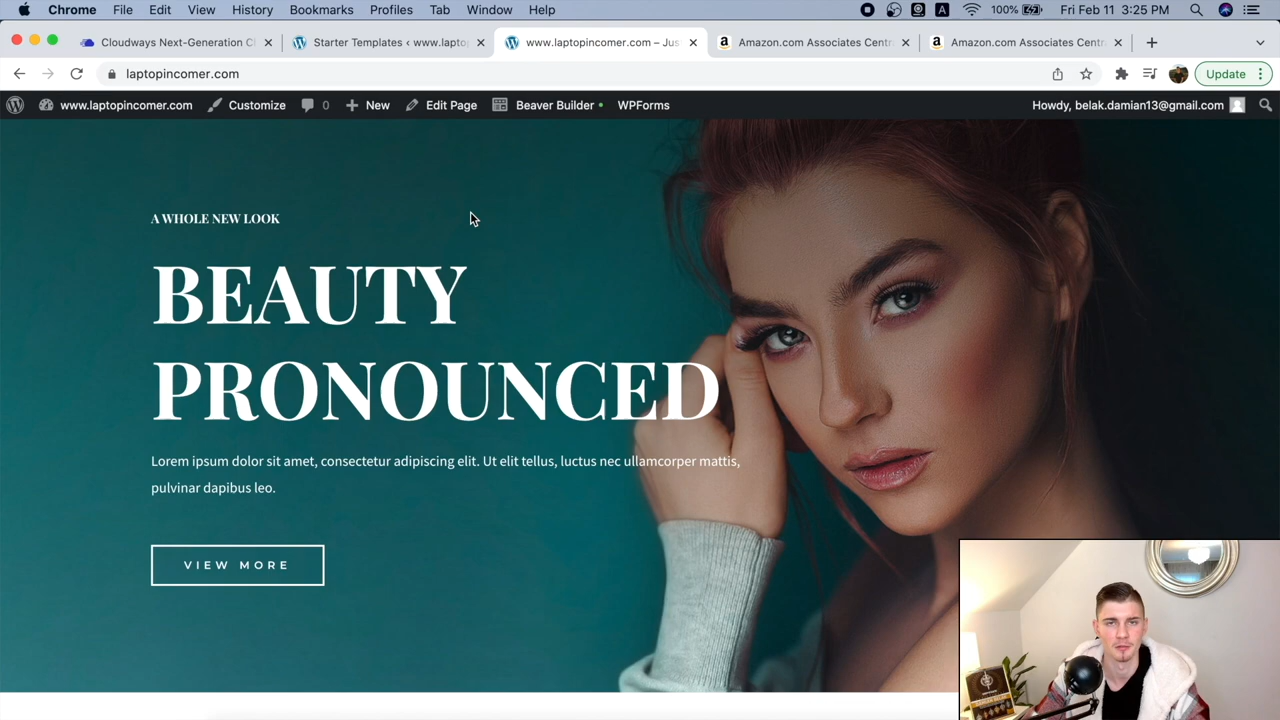 Chrome File Edit View History Bookmarks Profiles Tab Window Help 100% Fri Feb 11 3:25 PM
Cloudways Next-Generation Cl Starter Templates ‹ www.lapto www.laptopincomer.com – Jus Amazon.com Associates Centr Amazon.com Associates Centr
laptopincomer.com Update
www.laptopincomer.com Customize 0 New Edit Page Beaver Builder WPForms Howdy, belak.damian13@gmail.com
A WHOLE NEW LOOK
BEAUTY
PRONOUNCED
Lorem ipsum dolor sit amet, consectetur adipiscing elit. Ut elit tellus, luctus nec ullamcorper mattis,
pulvinar dapibus leo.
VIEW MORE